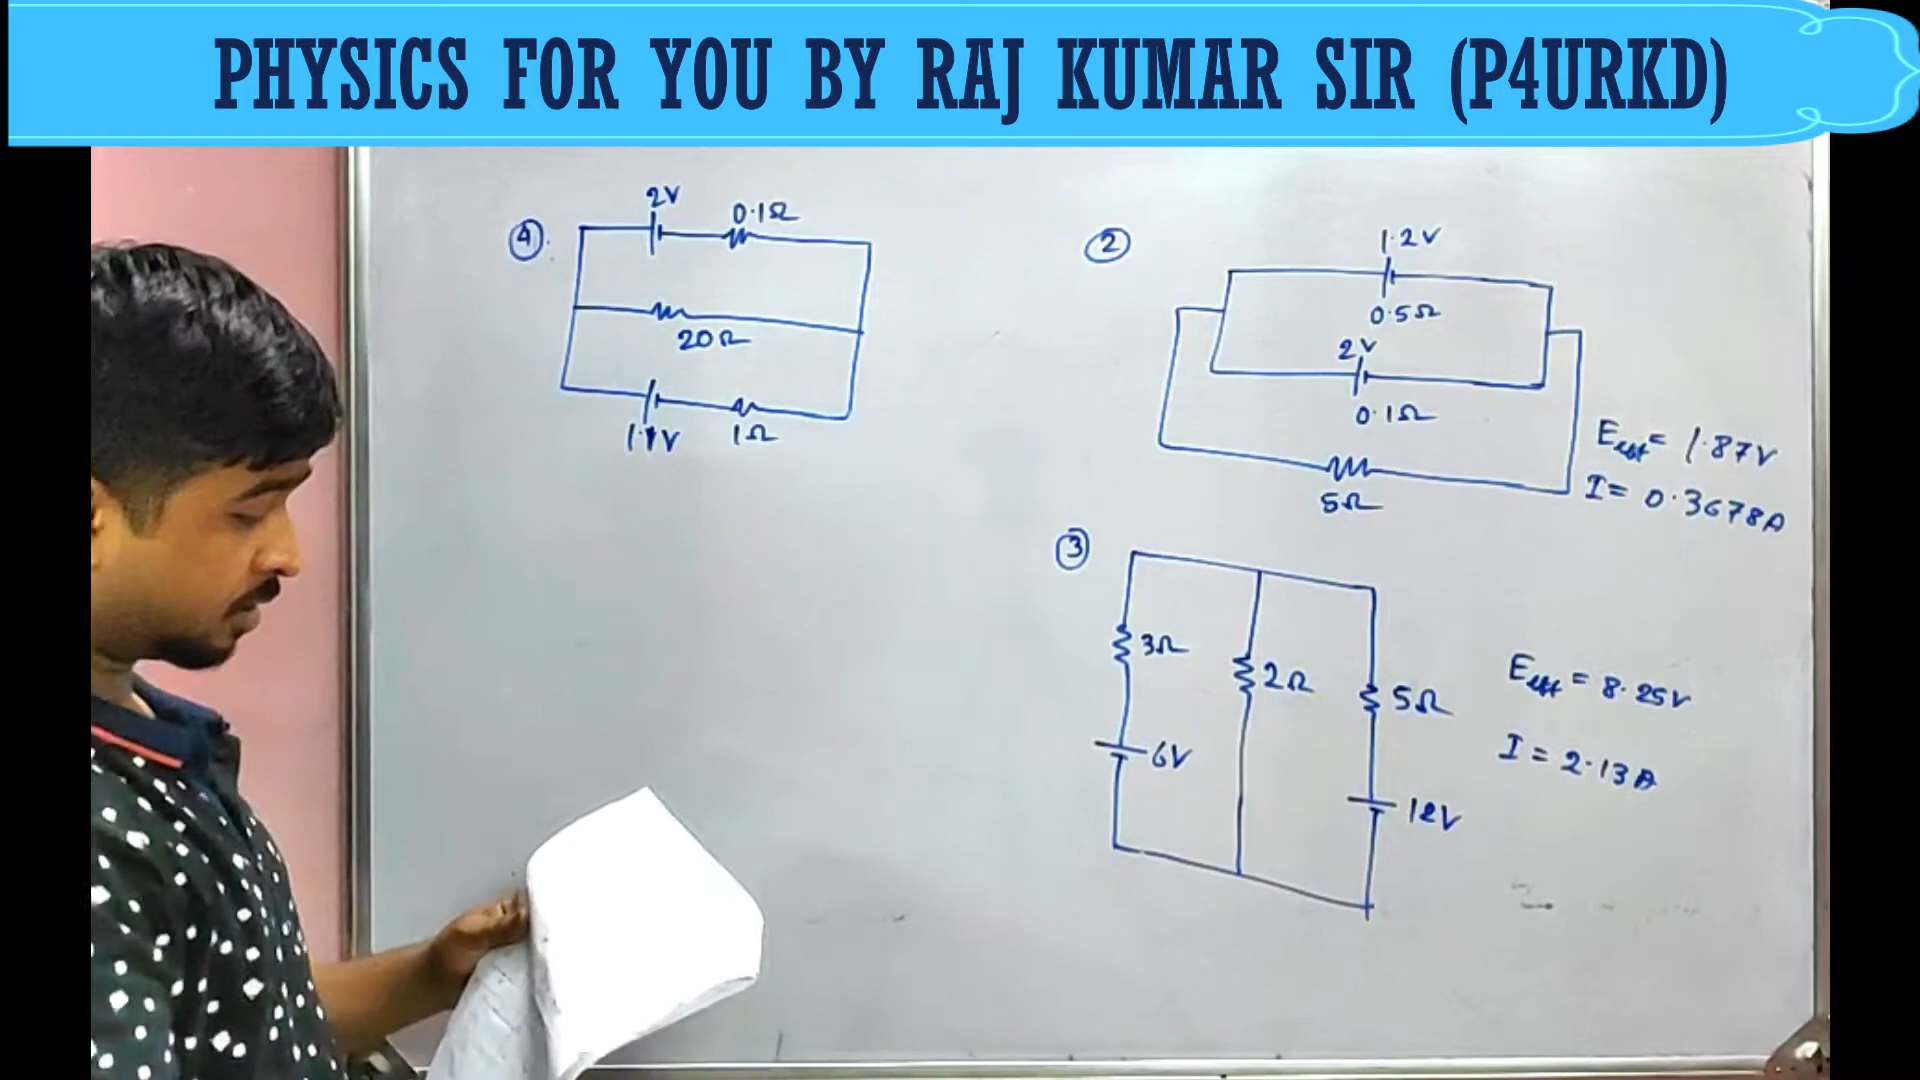 PHYSICS FOR YOU BY RAJ KUMAR SIR (P4URKD)
4
2V
0.1Ω
20Ω
1Ω
2
1.2V
0.5Ω
2V
0.1Ω
5Ω
Eeff = 1.87V
I = 0.3678A
3
3Ω
2Ω
5Ω
6V
12V
Eeff = 8.25V
I = 2.13A